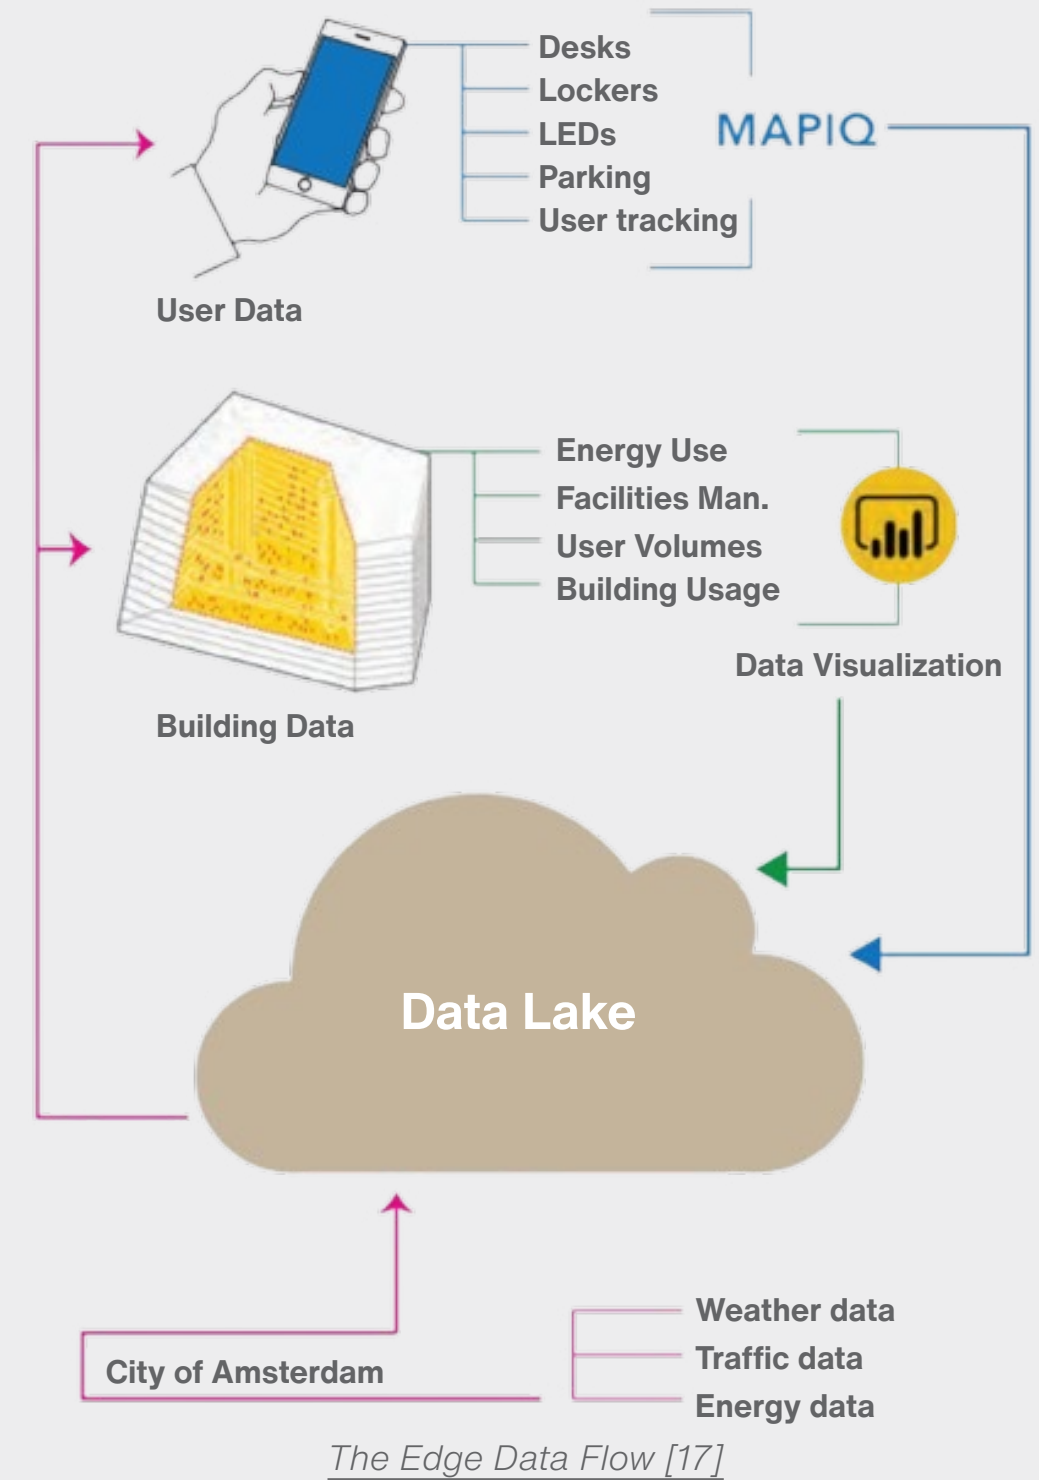 Desks
Lockers
LEDs
Parking
User tracking
MAPIQ
User Data
Energy Use
Facilities Man.
User Volumes
Building Usage
Data Visualization
Building Data
Data Lake
City of Amsterdam
Weather data
Traffic data
Energy data
The Edge Data Flow [17]